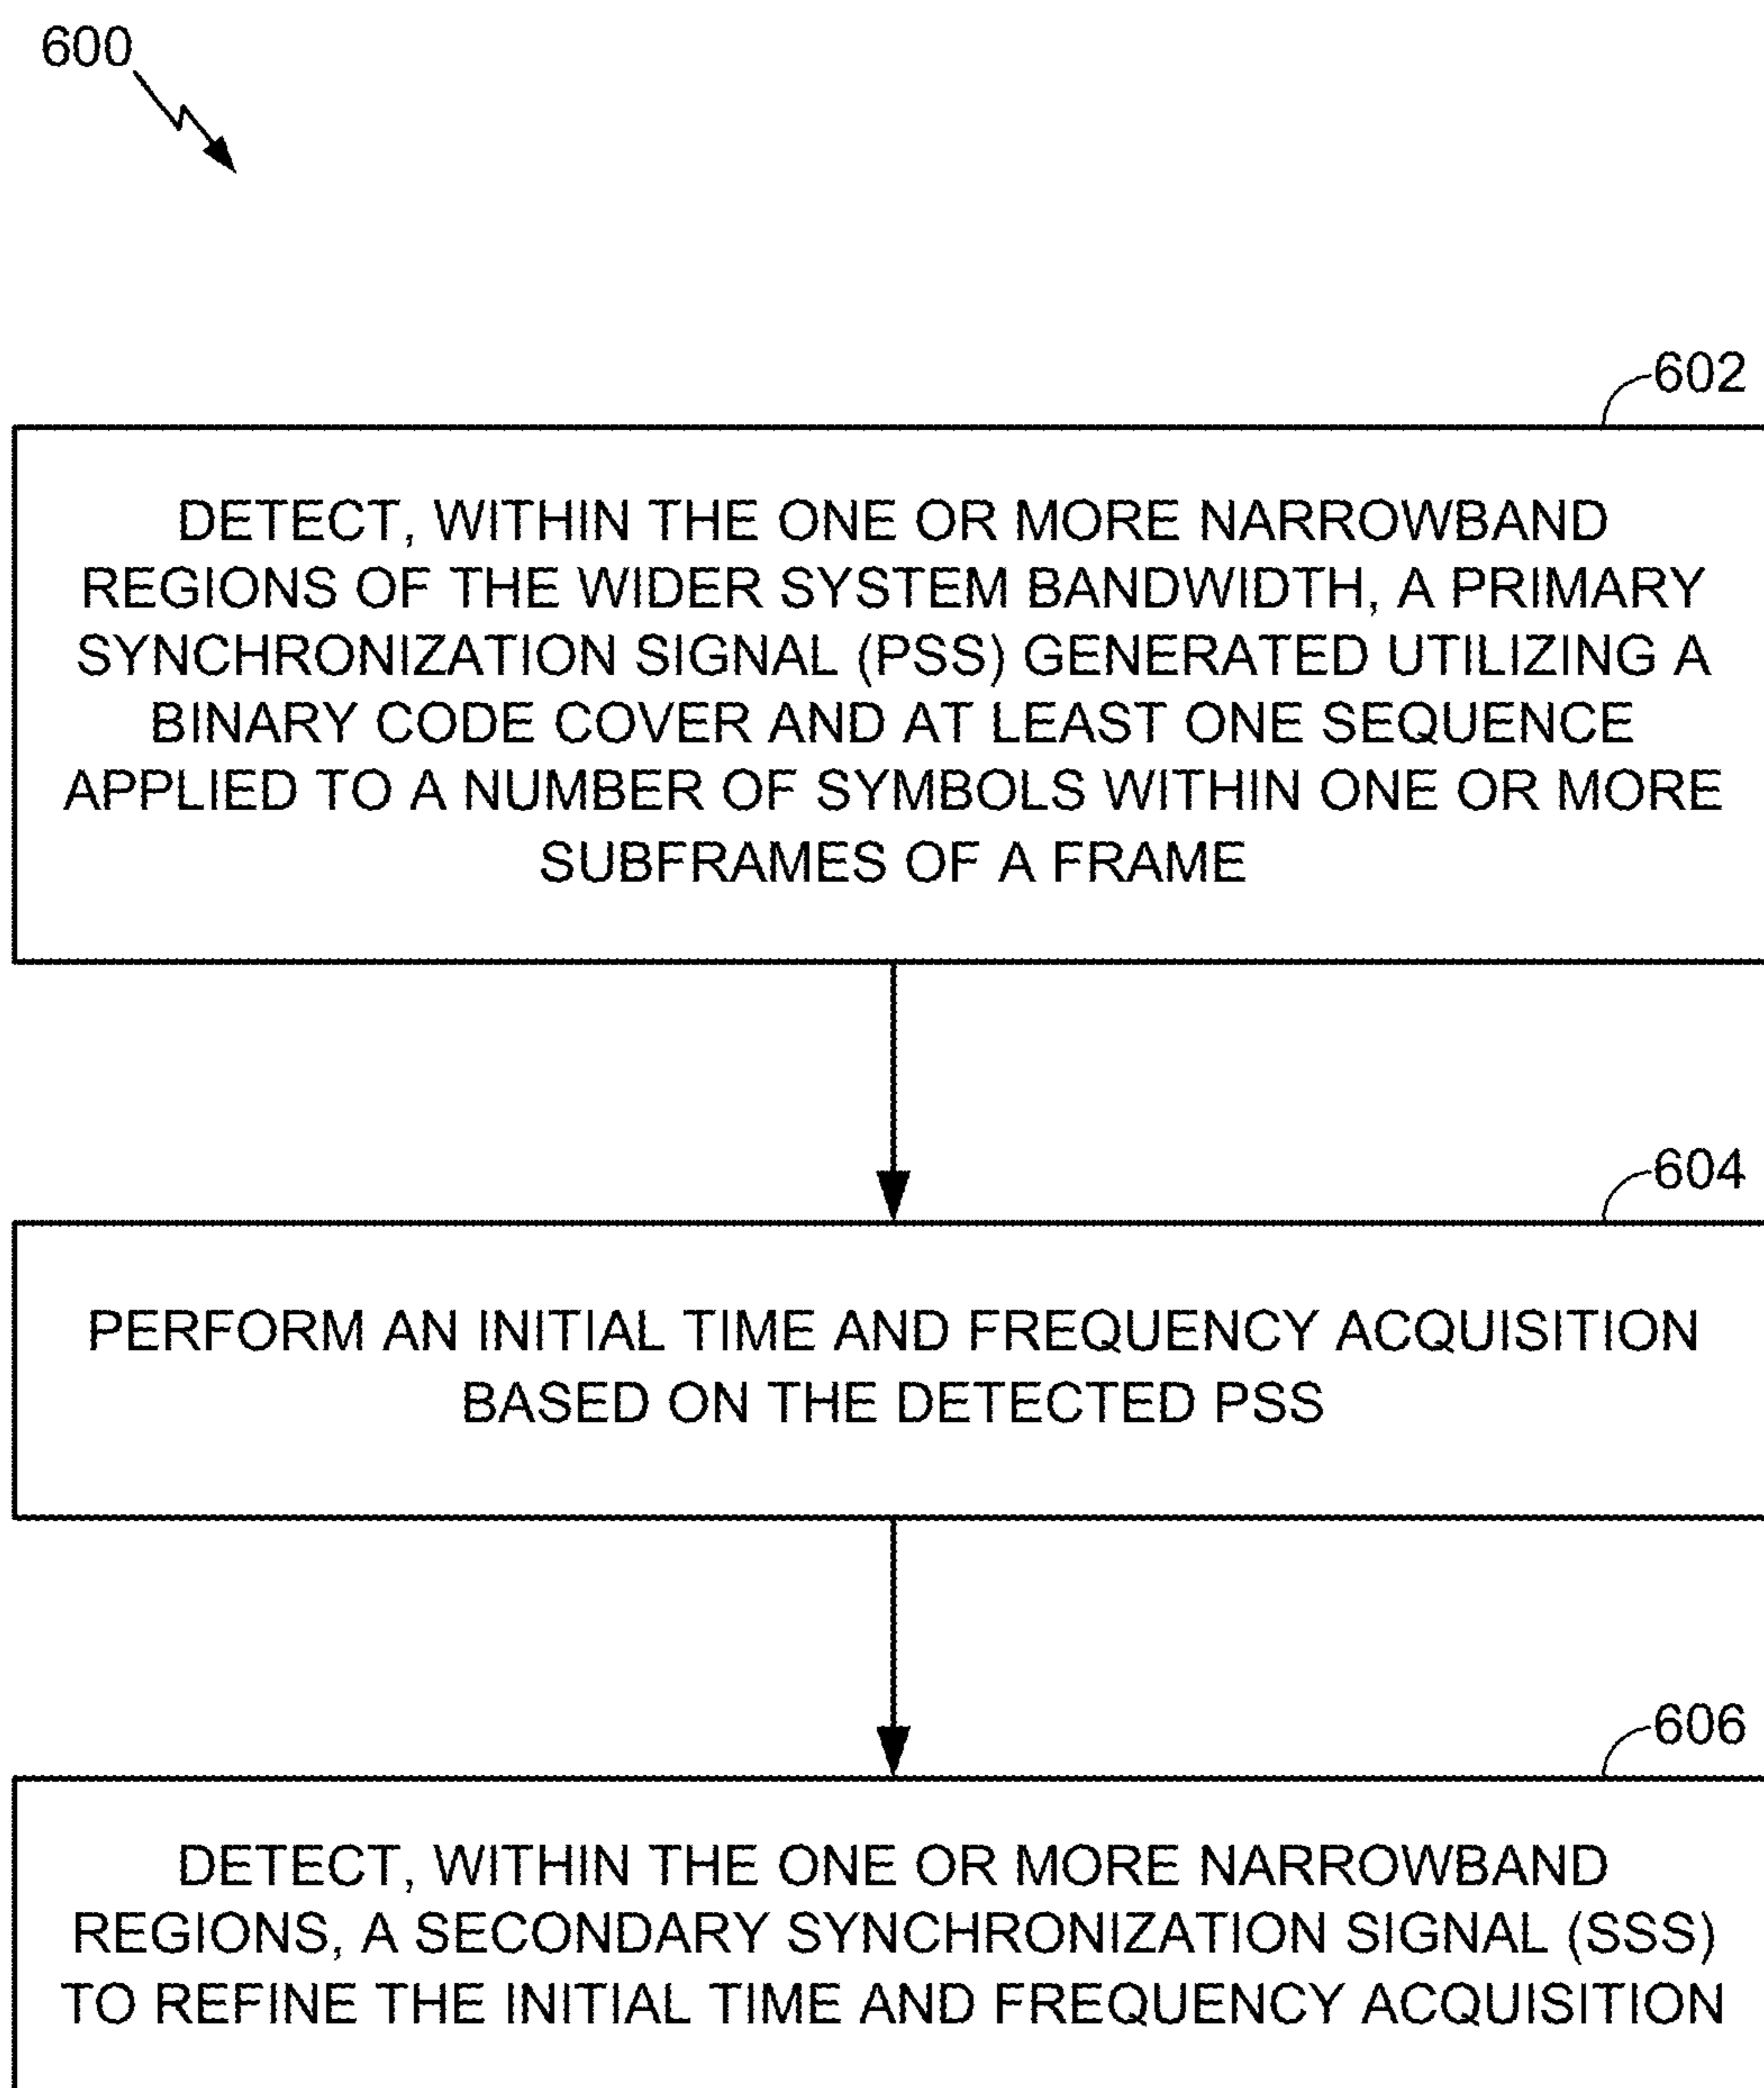 600
602
DETECT, WITHIN THE ONE OR MORE NARROWBAND
REGIONS OF THE WIDER SYSTEM BANDWIDTH, A PRIMARY
SYNCHRONIZATION SIGNAL (PSS) GENERATED UTILIZING A
BINARY CODE COVER AND AT LEAST ONE SEQUENCE
APPLIED TO A NUMBER OF SYMBOLS WITHIN ONE OR MORE
SUBFRAMES OF A FRAME
604
PERFORM AN INITIAL TIME AND FREQUENCY ACQUISITION
BASED ON THE DETECTED PSS
606
DETECT, WITHIN THE ONE OR MORE NARROWBAND
REGIONS, A SECONDARY SYNCHRONIZATION SIGNAL (SSS)
TO REFINE THE INITIAL TIME AND FREQUENCY ACQUISITION